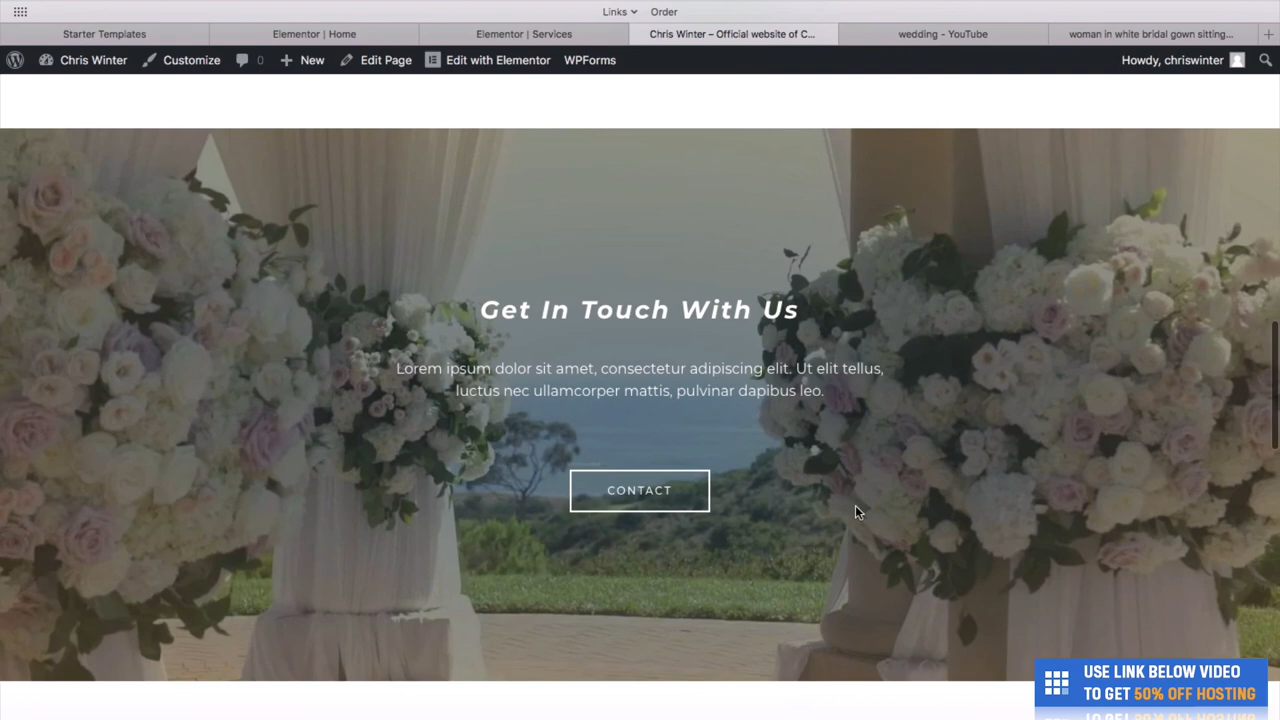 Links Order
Starter Templates
Elementor | Home
Elementor | Services
Chris Winter – Official website of C...
wedding - YouTube
woman in white bridal gown sitting...
Chris Winter Customize 0 New Edit Page Edit with Elementor WPForms Howdy, chriswinter
Get In Touch With Us
Lorem ipsum dolor sit amet, consectetur adipiscing elit. Ut elit tellus,
luctus nec ullamcorper mattis, pulvinar dapibus leo.
CONTACT
USE LINK BELOW VIDEO
TO GET 50% OFF HOSTING